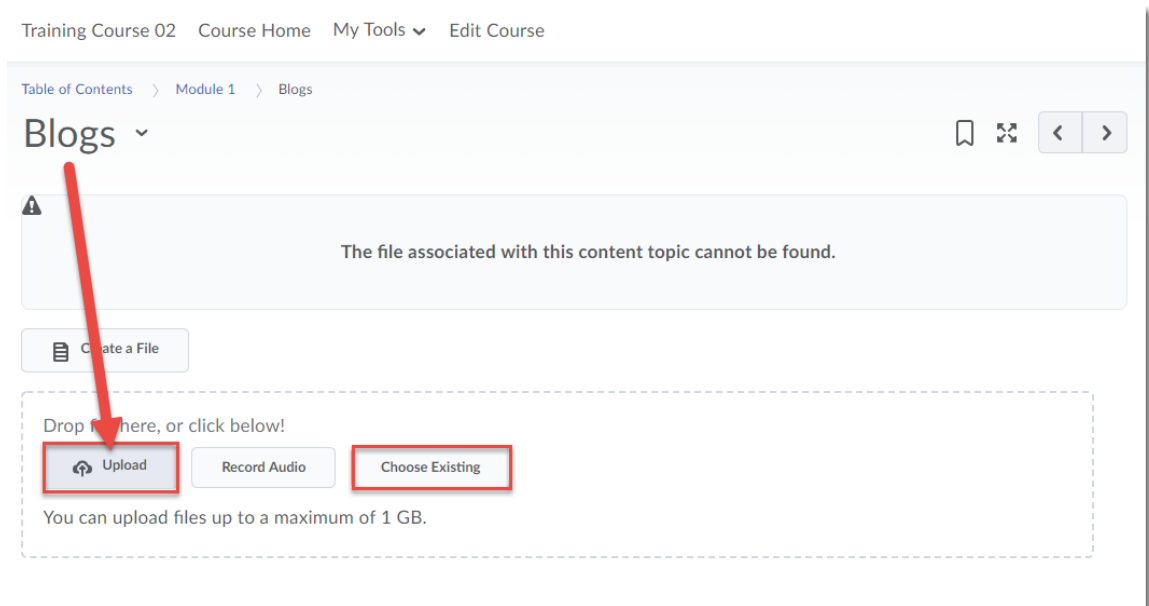 Training Course 02 Course Home My Tools Edit Course
Table of Contents > Module 1 > Blogs
Blogs
The file associated with this content topic cannot be found.
a File
Drop here, or click below!
Upload Record Audio Choose Existing
You can upload files up to a maximum of 1 GB.